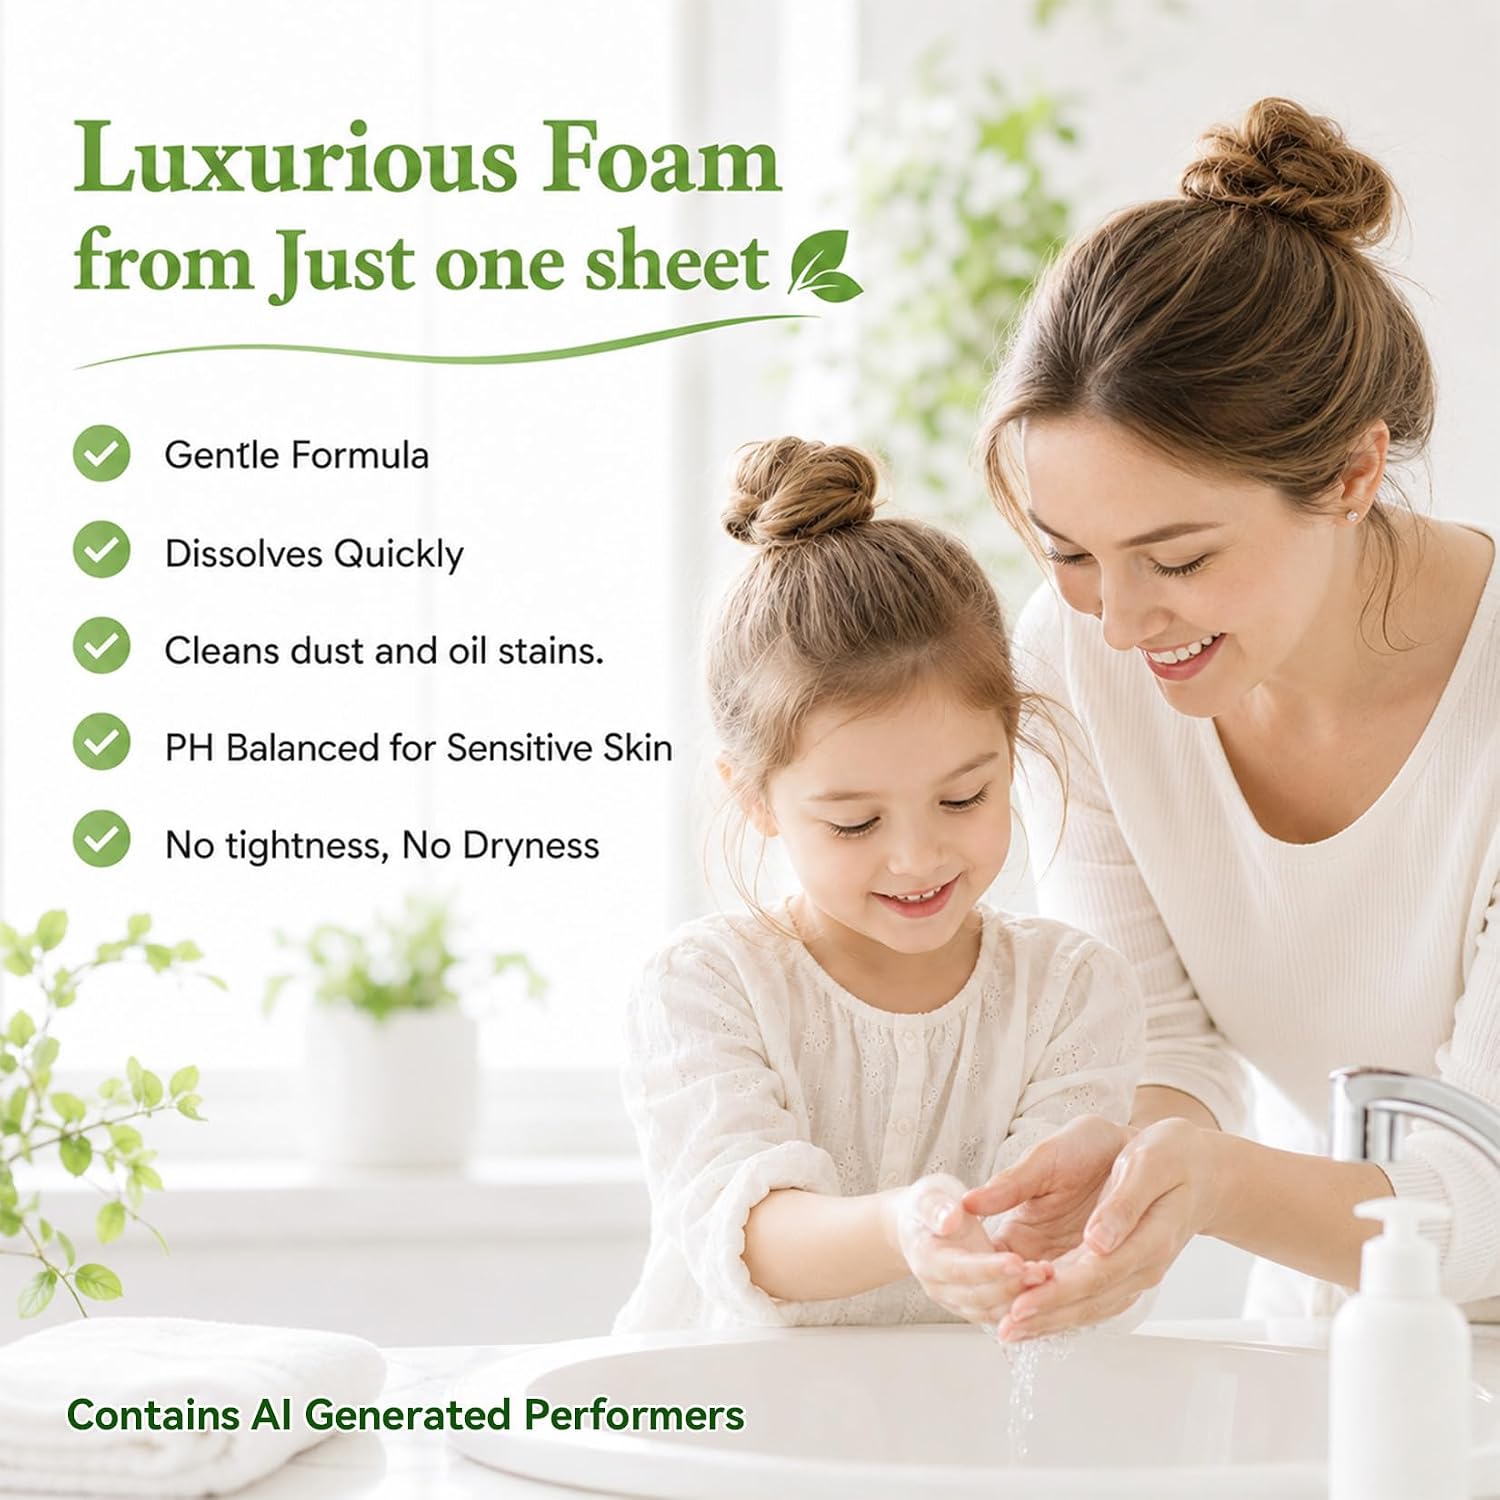 Luxurious Foam
from Just one sheet
Gentle Formula
Dissolves Quickly
Cleans dust and oil stains.
PH Balanced for Sensitive Skin
No tightness, No Dryness
Contains AI Generated Performers